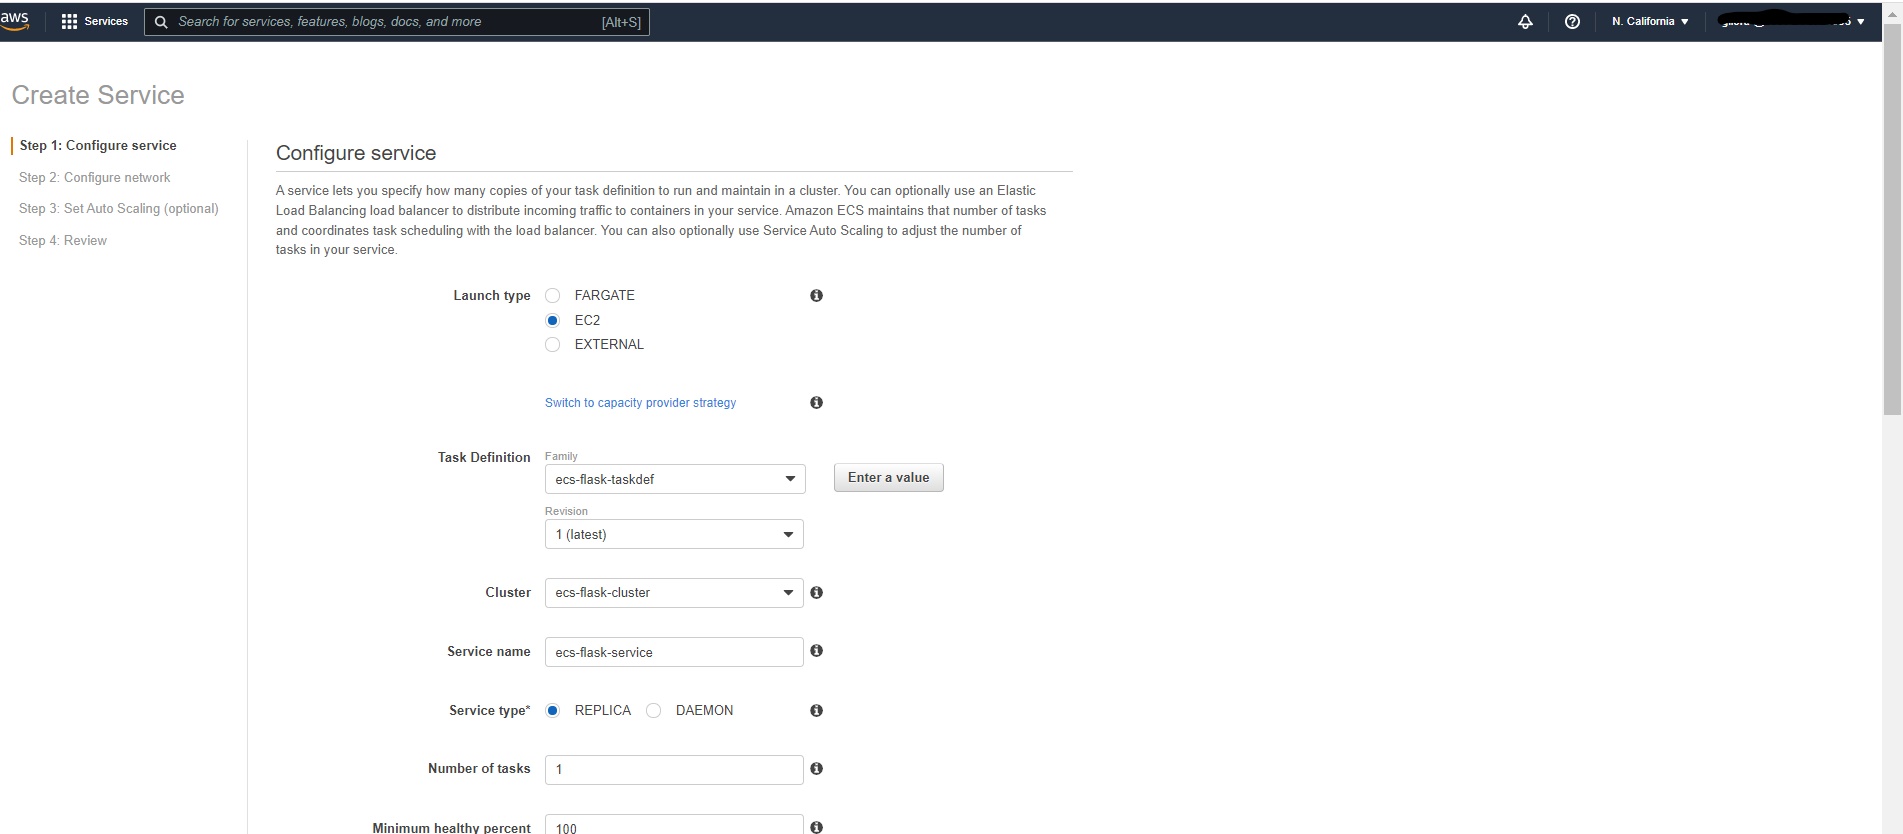 aws
Services
Search for services, features, blogs, docs, and more
[Alt+S]
N. California
Create Service
Step 1: Configure service
Step 2: Configure network
Step 3: Set Auto Scaling (optional)
Step 4: Review
Configure service
A service lets you specify how many copies of your task definition to run and maintain in a cluster. You can optionally use an Elastic
Load Balancing load balancer to distribute incoming traffic to containers in your service. Amazon ECS maintains that number of tasks
and coordinates task scheduling with the load balancer. You can also optionally use Service Auto Scaling to adjust the number of
tasks in your service.
Launch type
FARGATE
EC2
EXTERNAL
Switch to capacity provider strategy
Task Definition
Family
ecs-flask-taskdef
Enter a value
Revision
1 (latest)
Cluster
ecs-flask-cluster
Service name
ecs-flask-service
Service type*
REPLICA
DAEMON
Number of tasks
1
Minimum healthy percent
100